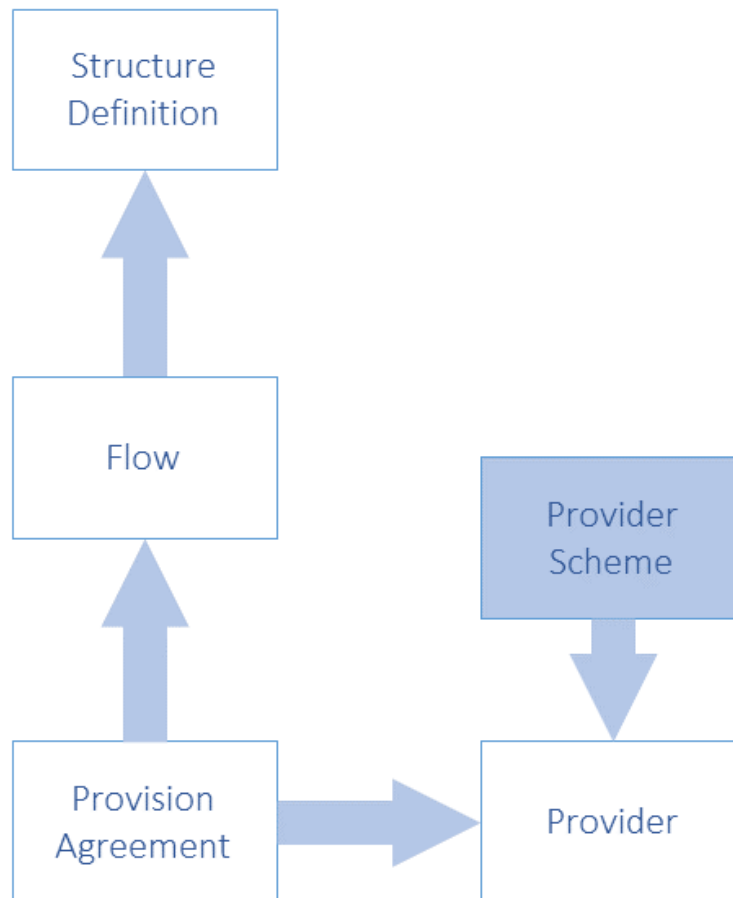 Structure
Definition
Flow
Provider
Scheme
Provision
Agreement
Provider